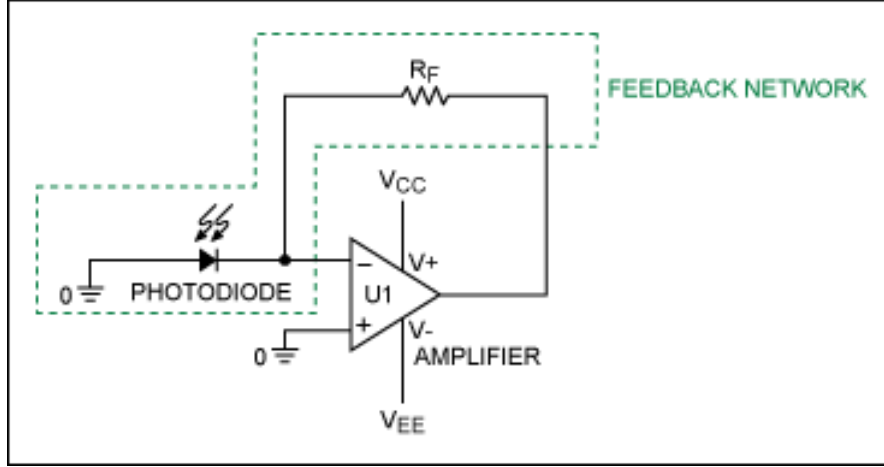 R_F
FEEDBACK NETWORK
V_CC
V+
−
0
PHOTODIODE
U1
+
0
V-
AMPLIFIER
V_EE